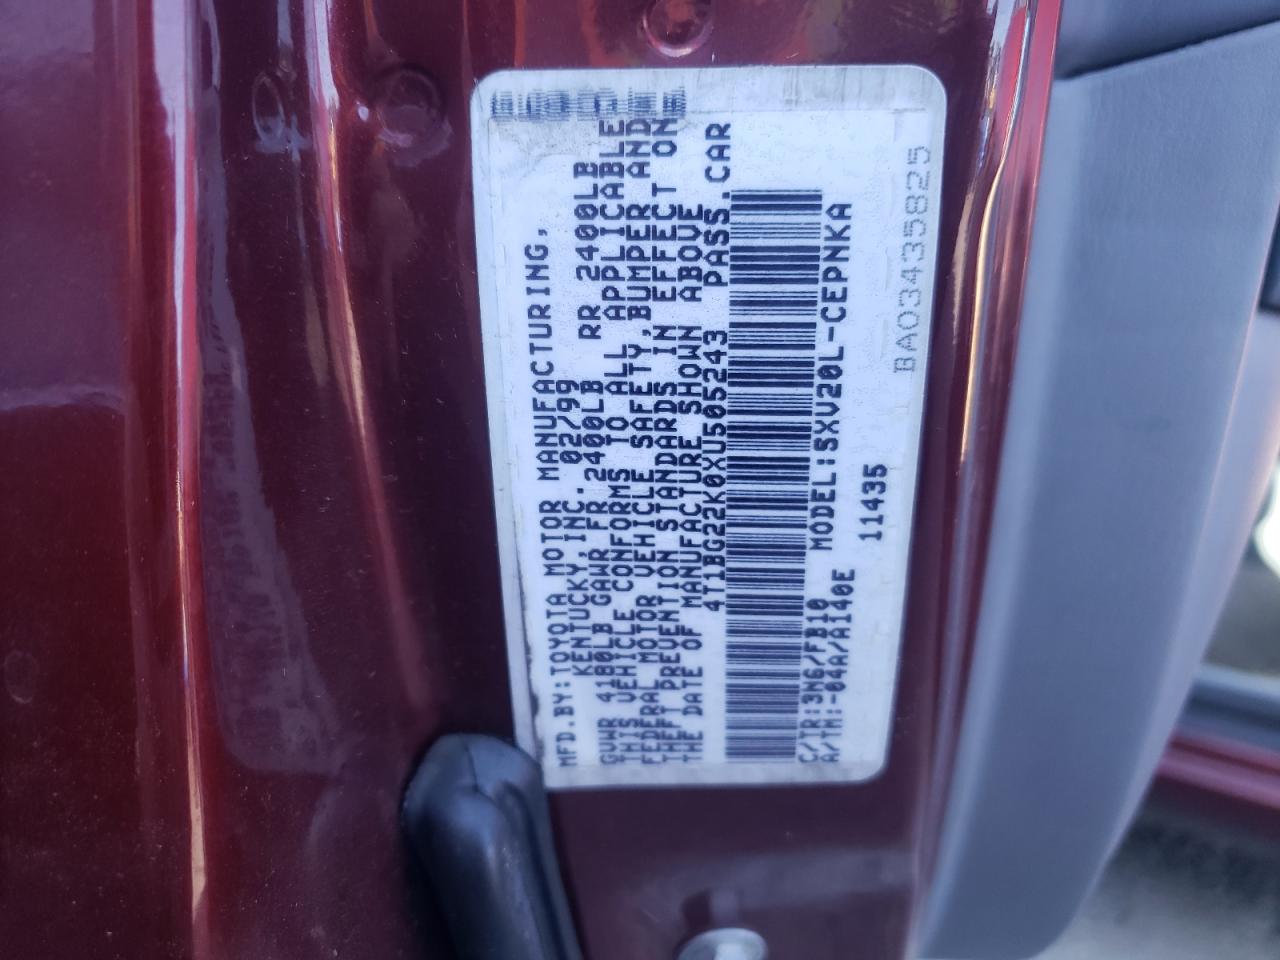 MFD.BY:TOYOTA MOTOR MANUFACTURING,
KENTUCKY,INC. 02/99
GVWR 4180LB GAWR FR 2400LB RR 2400LB
THIS VEHICLE CONFORMS TO ALL APPLICABLE
FEDERAL MOTOR VEHICLE SAFETY,BUMPER AND
THEFT PREVENTION STANDARDS IN EFFECT ON
THE DATE OF MANUFACTURE SHOWN ABOVE
4T1BG22K0XU505243 PASS.CAR
C/TR:3N6/FB10 MODEL:SXV20L-CEPNKA
A/TM:-04A/A140E 11435
BA03435825